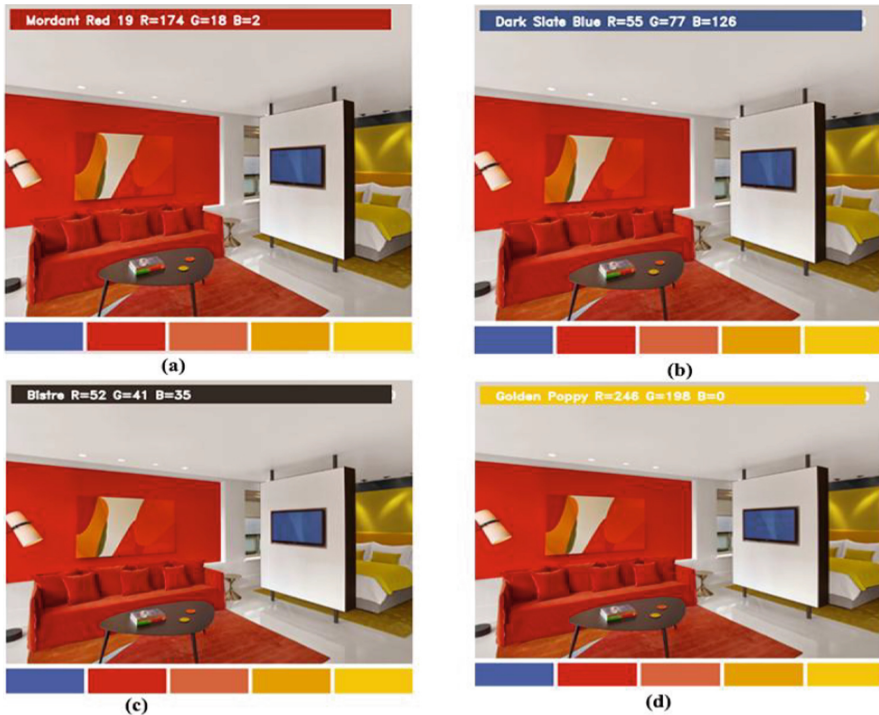 Mordant Red 19 R=174 G=18 B=2
Dark Slate Blue R=55 G=77 B=126
(a)
(b)
Bistre R=52 G=41 B=35
Golden Poppy R=246 G=198 B=0
(c)
(d)